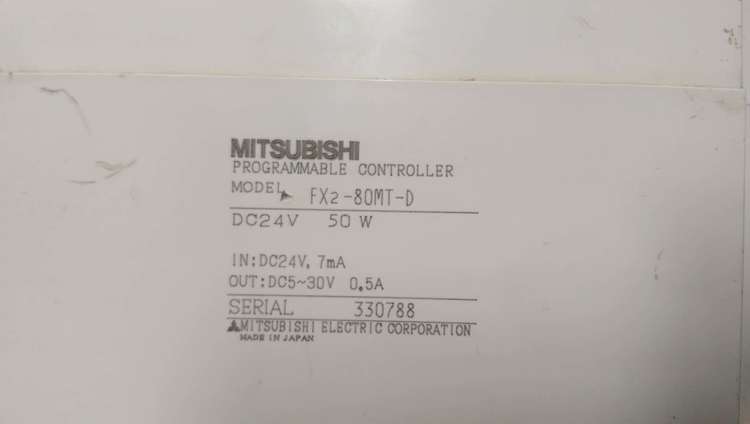 MITSUBISHI
PROGRAMMABLE CONTROLLER
MODEL FX2-80MT-D
DC24V 50 W
IN:DC24V, 7mA
OUT:DC5~30V 0.5A
SERIAL 330788
MITSUBISHI ELECTRIC CORPORATION
MADE IN JAPAN